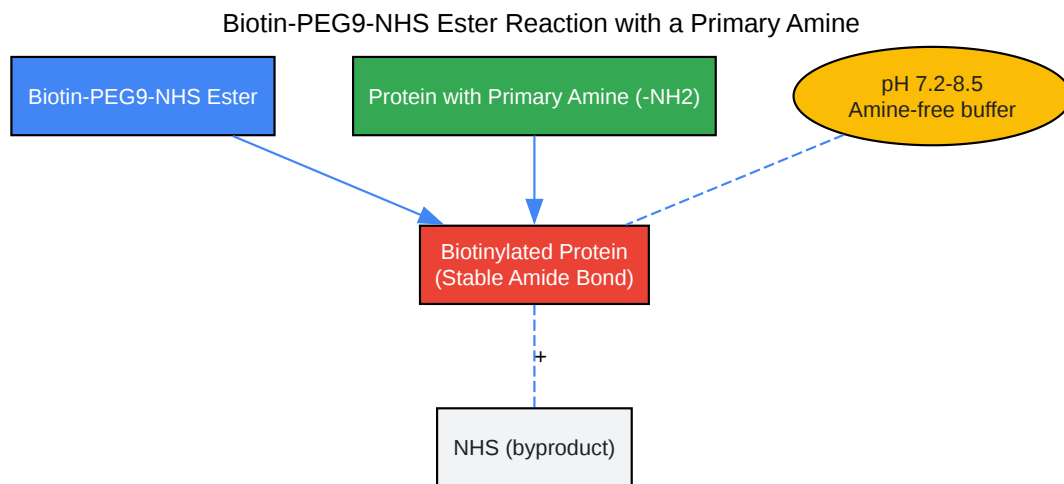 Biotin-PEG9-NHS Ester Reaction with a Primary Amine
Biotin-PEG9-NHS Ester
Protein with Primary Amine (-NH2)
pH 7.2-8.5
Amine-free buffer
Biotinylated Protein
(Stable Amide Bond)
+
NHS (byproduct)